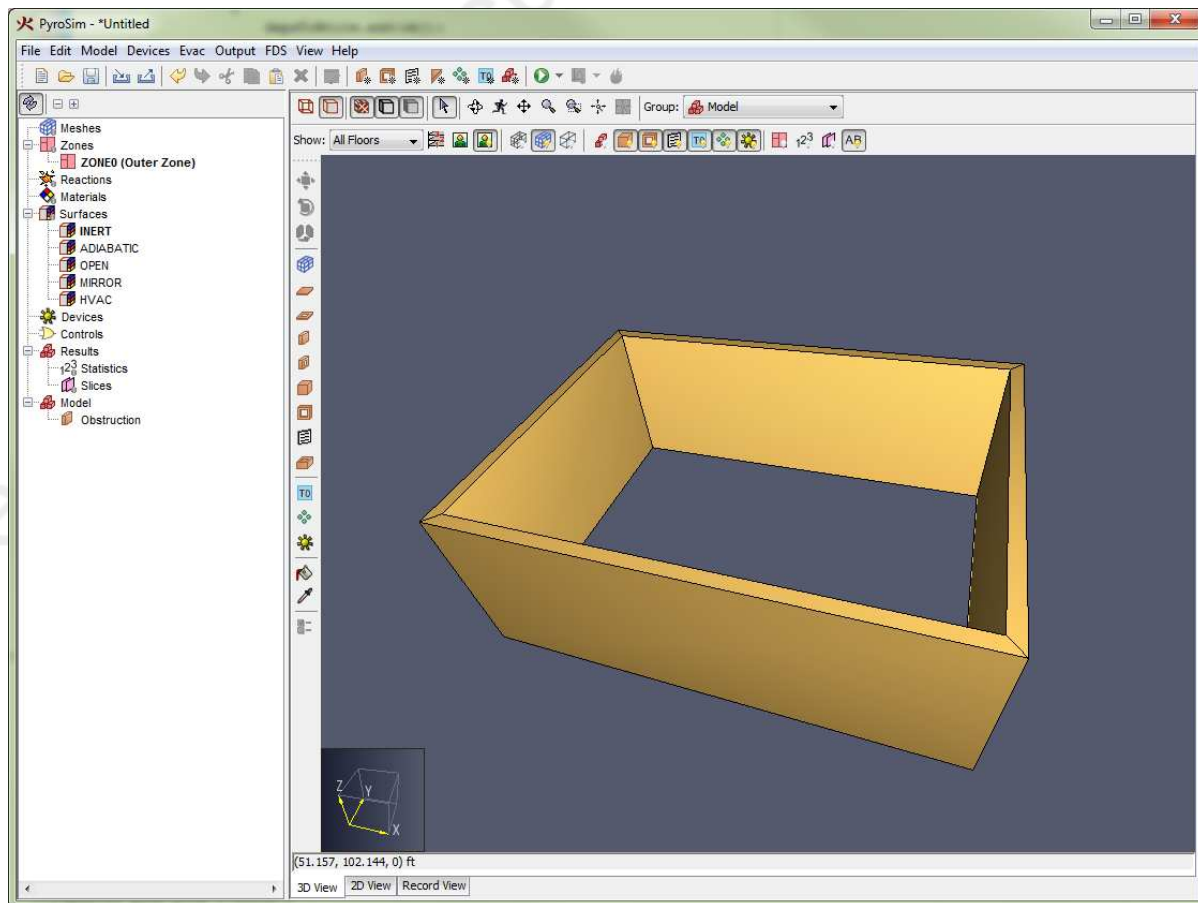 PyroSim - *Untitled
File Edit Model Devices Evac Output FDS View Help
Group: Model
Show: All Floors
Meshes
Zones
ZONE0 (Outer Zone)
Reactions
Materials
Surfaces
INERT
ADIABATIC
OPEN
MIRROR
HVAC
Devices
Controls
Results
Statistics
Slices
Model
Obstruction
Z Y X
(51.157, 102.144, 0) ft
3D View 2D View Record View